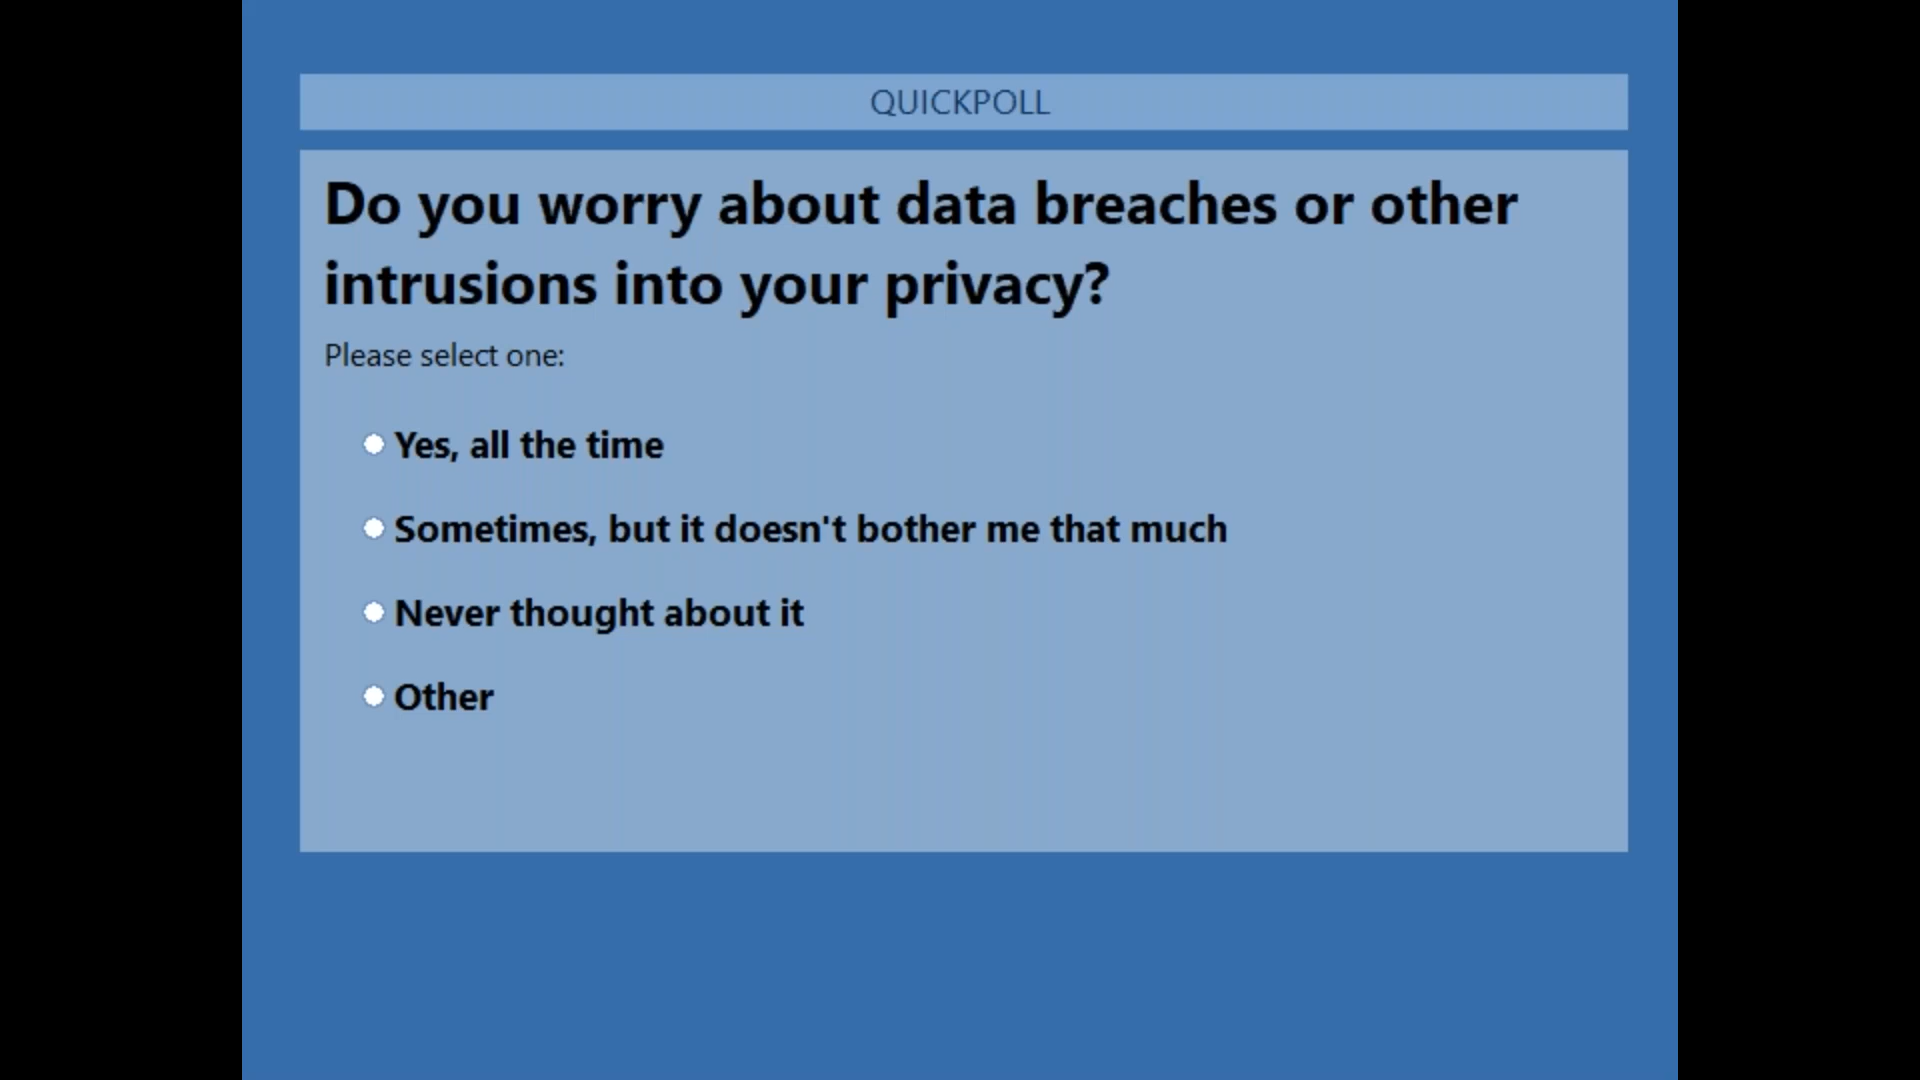 QUICKPOLL
Do you worry about data breaches or other
intrusions into your privacy?
Please select one:
Yes, all the time
Sometimes, but it doesn't bother me that much
Never thought about it
Other